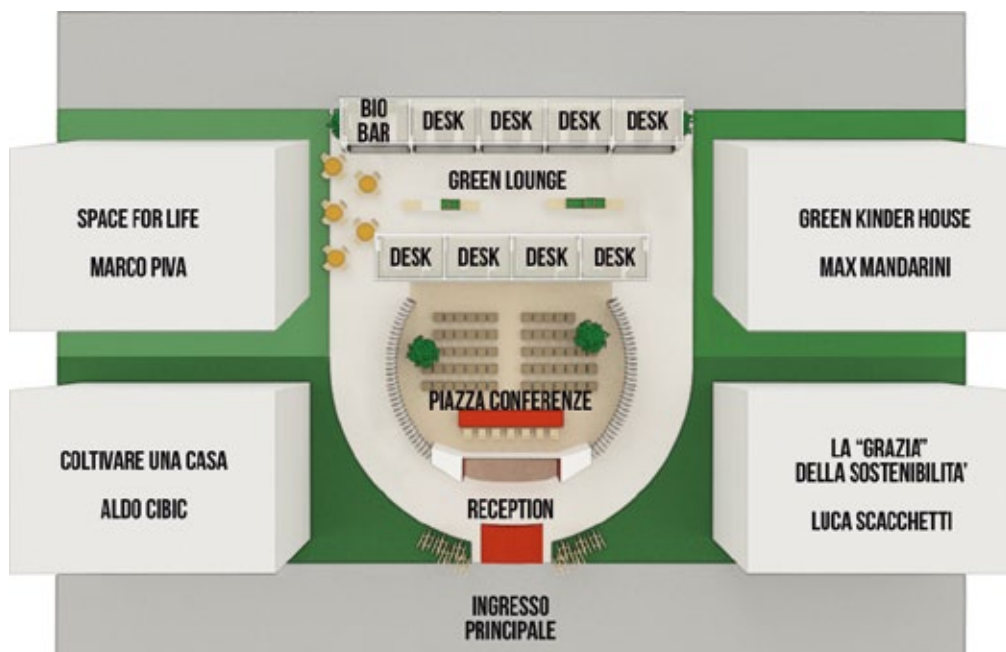 BIO
BAR
DESK
DESK
DESK
DESK
GREEN LOUNGE
SPACE FOR LIFE
MARCO PIVA
GREEN KINDER HOUSE
MAX MANDARINI
DESK
DESK
DESK
DESK
PIAZZA CONFERENZE
COLTIVARE UNA CASA
ALDO CIBIC
LA "GRAZIA"
DELLA SOSTENIBILITA'
LUCA SCACCHETTI
RECEPTION
INGRESSO
PRINCIPALE